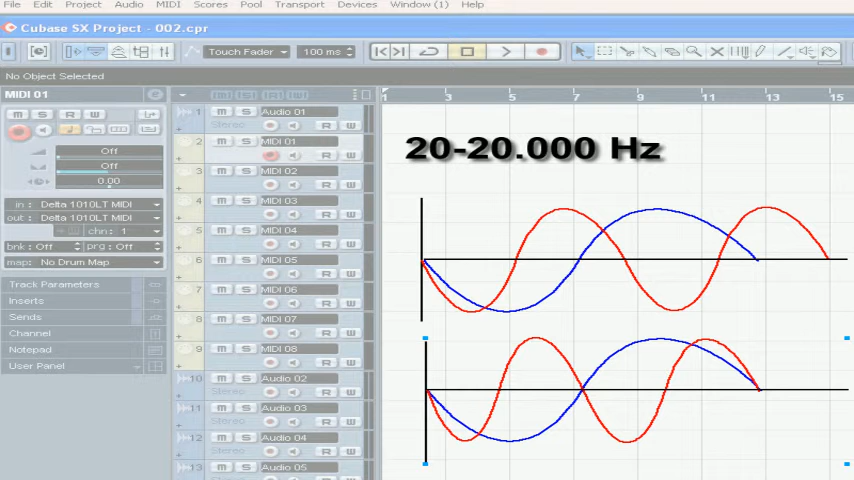 File Edit Project Audio MIDI Scores Pool Transport Devices Window (1) Help
Cubase SX Project - 002.cpr
Touch Fader 100 ms
No Object Selected
MIDI 01
1 3 5 7 9 11 13 15
M S R W
Off
Off
0.00
in : Delta 1010LT MIDI
out : Delta 1010LT MIDI
chn: 1
bnk: Off prg: Off
map: No Drum Map
Track Parameters
Inserts
Sends
Channel
Notepad
User Panel
1 M S Audio 01
Stereo R W
2 M S MIDI 01
R W
3 M S MIDI 02
R W
4 M S MIDI 03
R W
5 M S MIDI 04
R W
6 M S MIDI 05
R W
7 M S MIDI 06
R W
8 M S MIDI 07
R W
9 M S MIDI 08
R W
10 M S Audio 02
Stereo R W
11 M S Audio 03
Stereo R W
12 M S Audio 04
Stereo R W
13 M S Audio 05
20-20.000 Hz